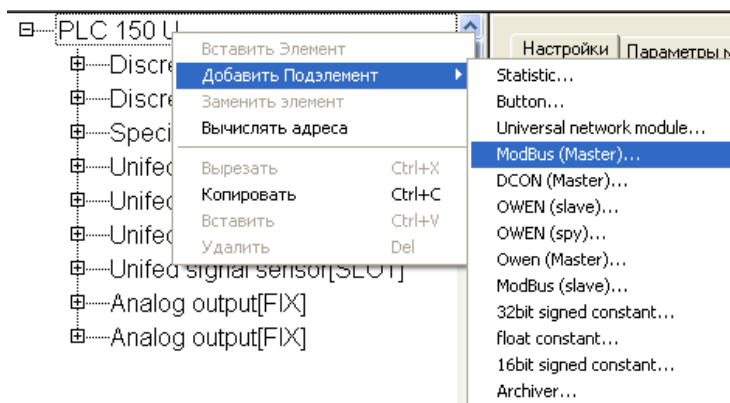 PLC 150 U
Discre
Discre
Speci
Unifed
Unifed
Unifed
Unifed signal sensor[SLOT]
Analog output[FIX]
Analog output[FIX]
Вставить Элемент
Добавить Подэлемент
Заменить элемент
Вычислять адреса
Вырезать Ctrl+X
Копировать Ctrl+C
Вставить Ctrl+V
Удалить Del
Настройки Параметры м
Statistic...
Button...
Universal network module...
ModBus (Master)...
DCON (Master)...
OWEN (slave)...
OWEN (spy)...
Owen (Master)...
ModBus (slave)...
32bit signed constant...
float constant...
16bit signed constant...
Archiver...